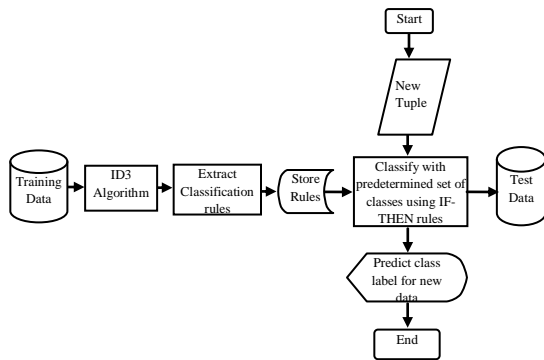 Start
New
Tuple
Training
Data
ID3
Algorithm
Extract
Classification
rules
Store
Rules
Classify with
predetermined set of
classes using IF-
THEN rules
Test
Data
Predict class
label for new
data
End